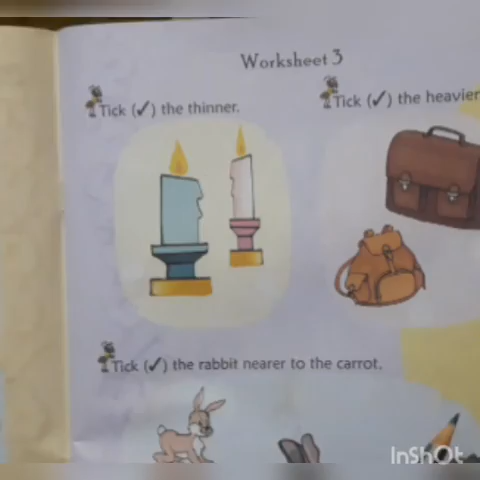 Worksheet 3
Tick (✓) the thinner.
Tick (✓) the heavier
Tick (✓) the rabbit nearer to the carrot.
InShOt